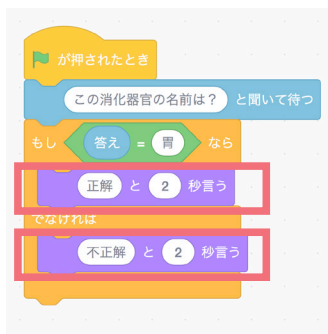 が押されたとき
この消化器官の名前は? と聞いて待つ
もし 答え = 胃 なら
正解 と 2 秒言う
でなければ
不正解 と 2 秒言う